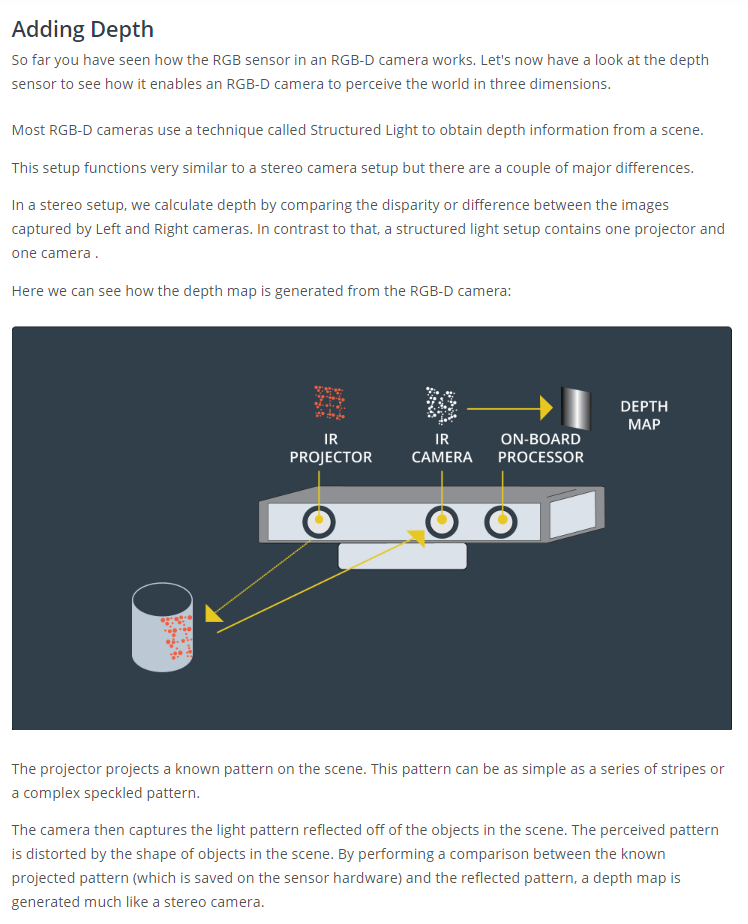 Adding Depth
So far you have seen how the RGB sensor in an RGB-D camera works. Let's now have a look at the depth
sensor to see how it enables an RGB-D camera to perceive the world in three dimensions.
Most RGB-D cameras use a technique called Structured Light to obtain depth information from a scene.
This setup functions very similar to a stereo camera setup but there are a couple of major differences.
In a stereo setup, we calculate depth by comparing the disparity or difference between the images
captured by Left and Right cameras. In contrast to that, a structured light setup contains one projector and
one camera .
Here we can see how the depth map is generated from the RGB-D camera:
IR
PROJECTOR
IR
CAMERA
ON-BOARD
PROCESSOR
DEPTH
MAP
The projector projects a known pattern on the scene. This pattern can be as simple as a series of stripes or
a complex speckled pattern.
The camera then captures the light pattern reflected off of the objects in the scene. The perceived pattern
is distorted by the shape of objects in the scene. By performing a comparison between the known
projected pattern (which is saved on the sensor hardware) and the reflected pattern, a depth map is
generated much like a stereo camera.